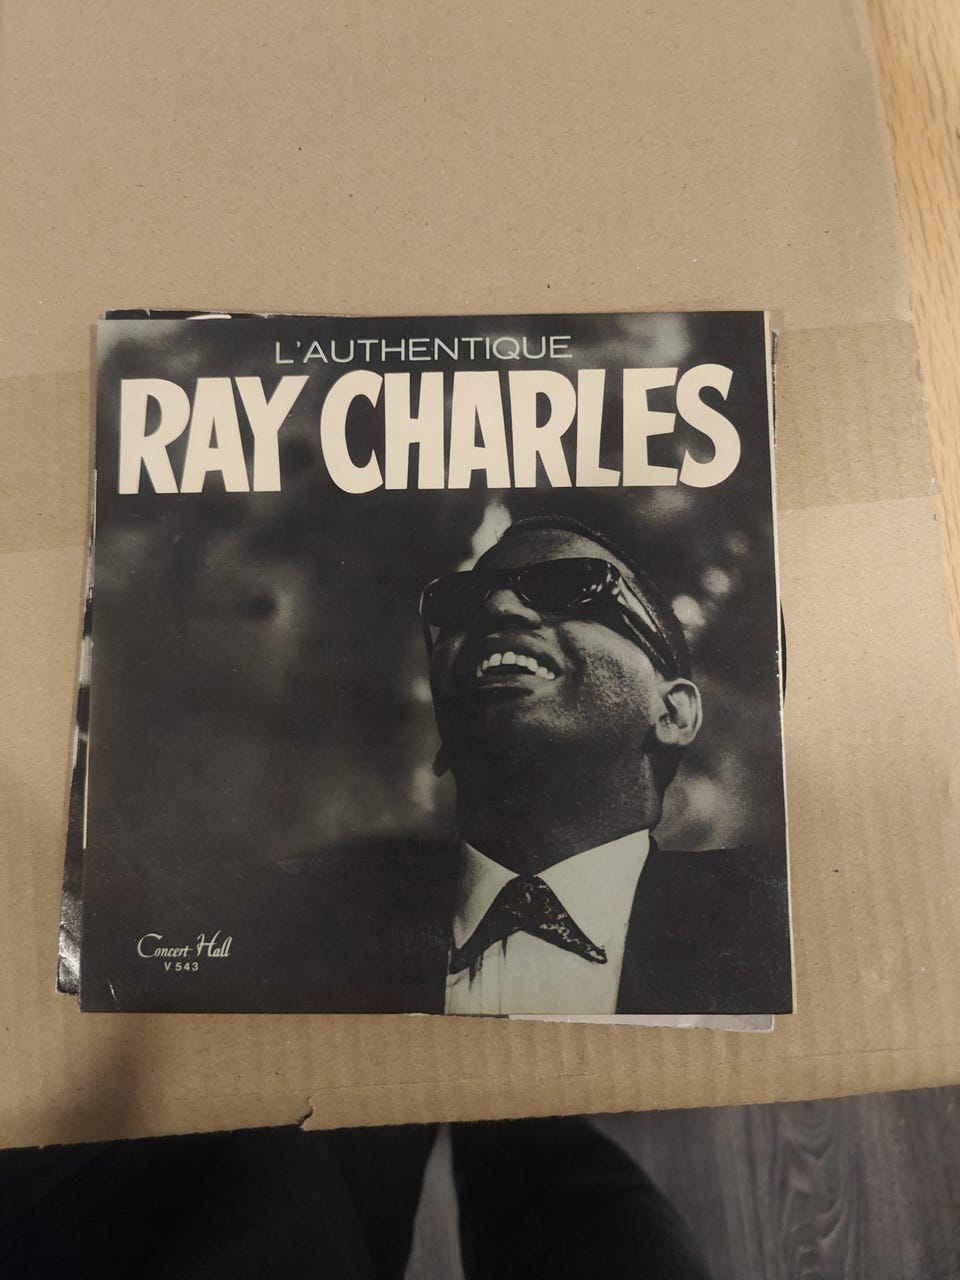 L'AUTHENTIQUE
RAY CHARLES
Concert Hall
V 543